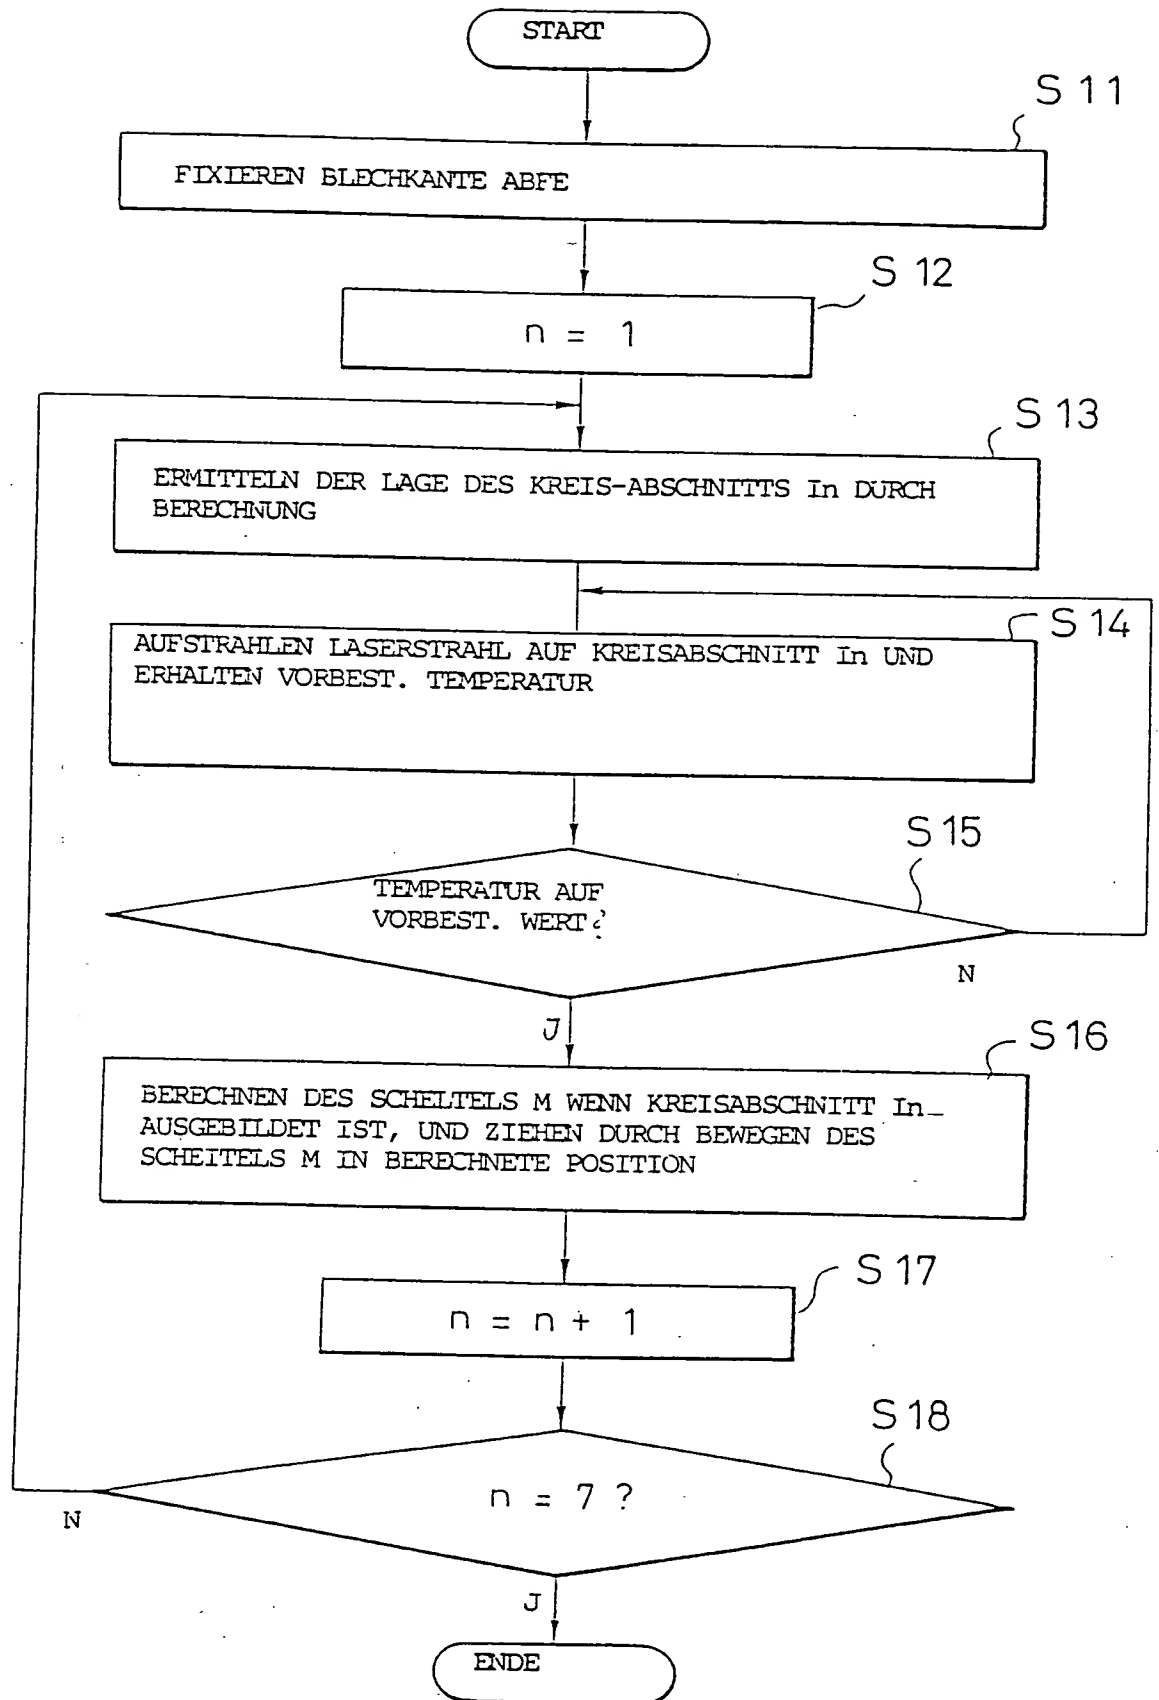 START
S 11
FIXIEREN BLECHKANTE ABFE
S 12
n = 1
S 13
ERMITTELN DER LAGE DES KREIS-ABSCHNITTS In DURCH
BERECHNUNG
S 14
AUFSTRAHLEN LASERSTRAHL AUF KREISABSCHNITT In UND
ERHALTEN VORBEST. TEMPERATUR
S 15
TEMPERATUR AUF
VORBEST. WERT?
N
J
S 16
BERECHNEN DES SCHELTELS M WENN KREISABSCHNITT In
AUSGEBILDET IST, UND ZIEHEN DURCH BEWEGEN DES
SCHEITELS M IN BERECHNETE POSITION
S 17
n = n + 1
S 18
n = 7 ?
N
J
ENDE